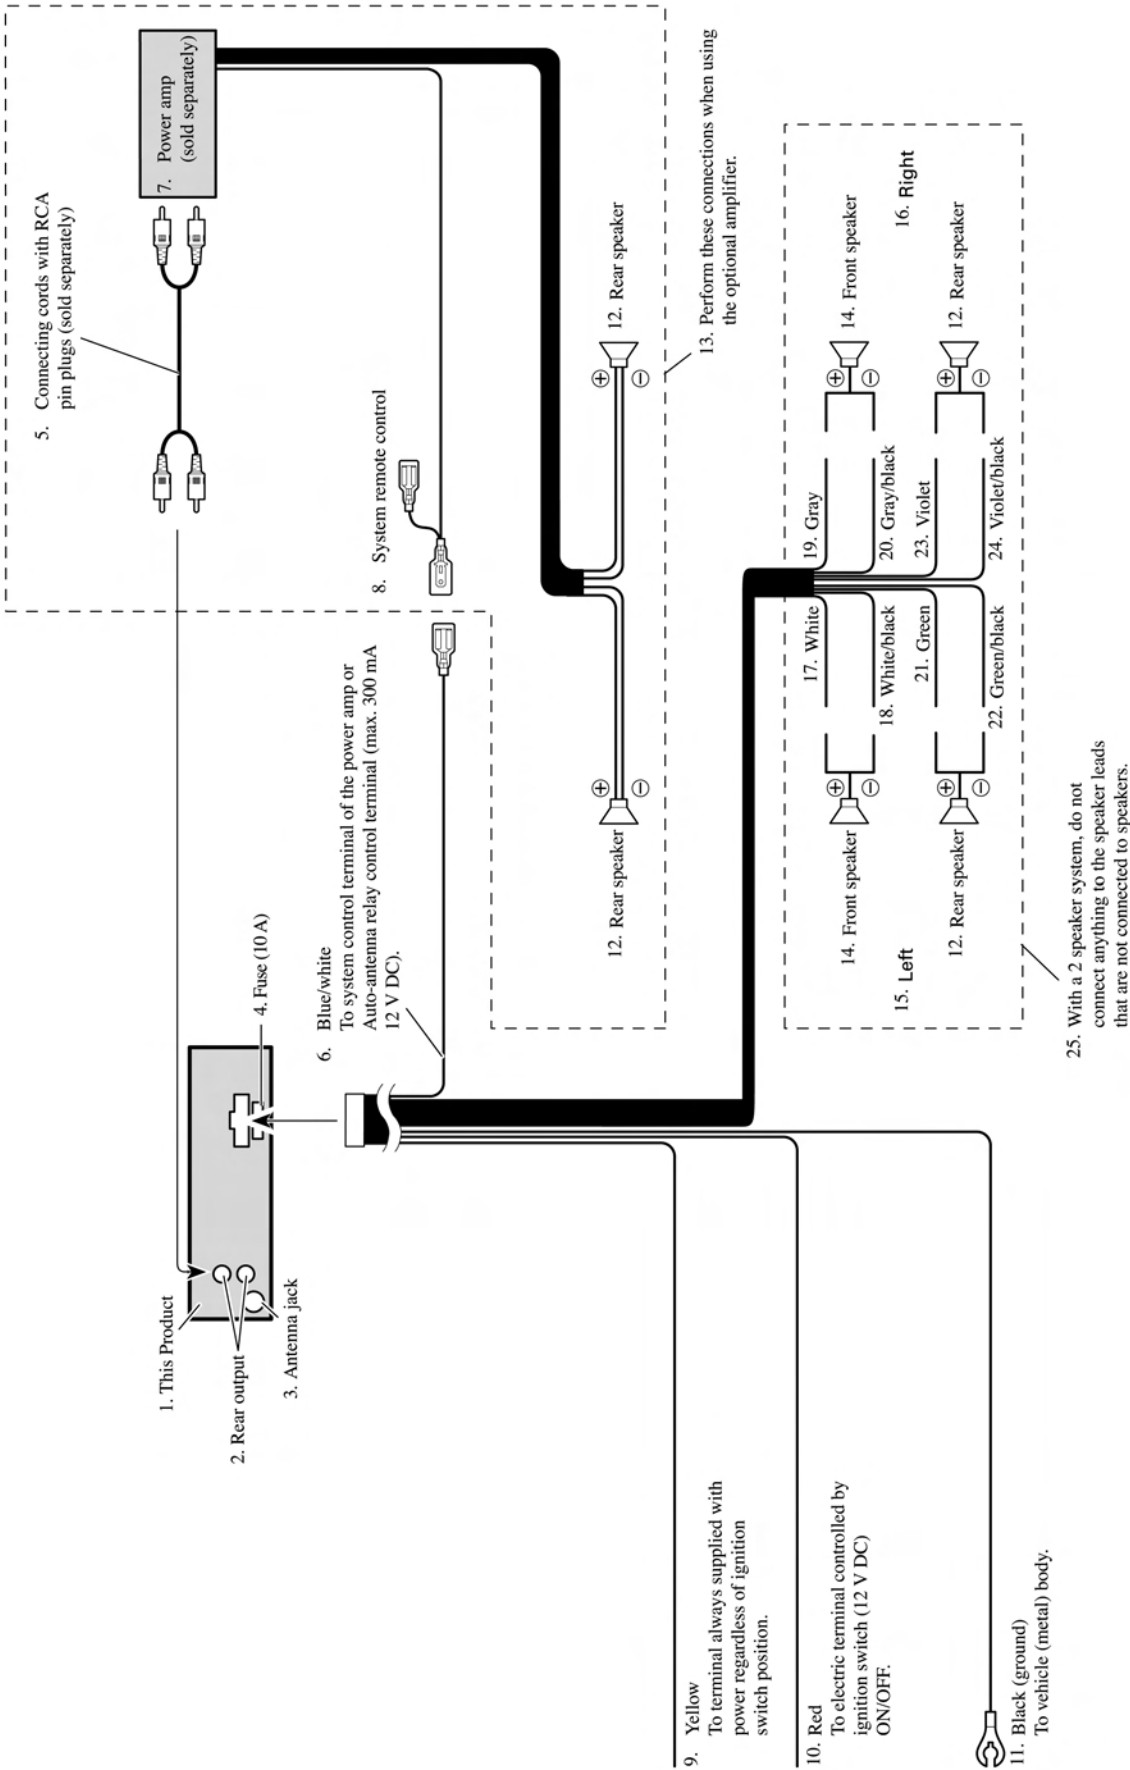 1. This Product
2. Rear output
3. Antenna jack
4. Fuse (10 A)
5. Connecting cords with RCA
pin plugs (sold separately)
6. Blue/white
To system control terminal of the power amp or
Auto-antenna relay control terminal (max. 300 mA
12 V DC).
7. Power amp
(sold separately)
8. System remote control
9. Yellow
To terminal always supplied with
power regardless of ignition
switch position.
10. Red
To electric terminal controlled by
ignition switch (12 V DC)
ON/OFF.
11. Black (ground)
To vehicle (metal) body.
12. Rear speaker
⊕
⊖
12. Rear speaker
⊕
⊖
13. Perform these connections when using
the optional amplifier.
14. Front speaker
⊕
⊖
17. White
18. White/black
19. Gray
20. Gray/black
14. Front speaker
⊕
⊖
15. Left
16. Right
12. Rear speaker
⊕
⊖
21. Green
22. Green/black
23. Violet
24. Violet/black
12. Rear speaker
⊕
⊖
25. With a 2 speaker system, do not
connect anything to the speaker leads
that are not connected to speakers.